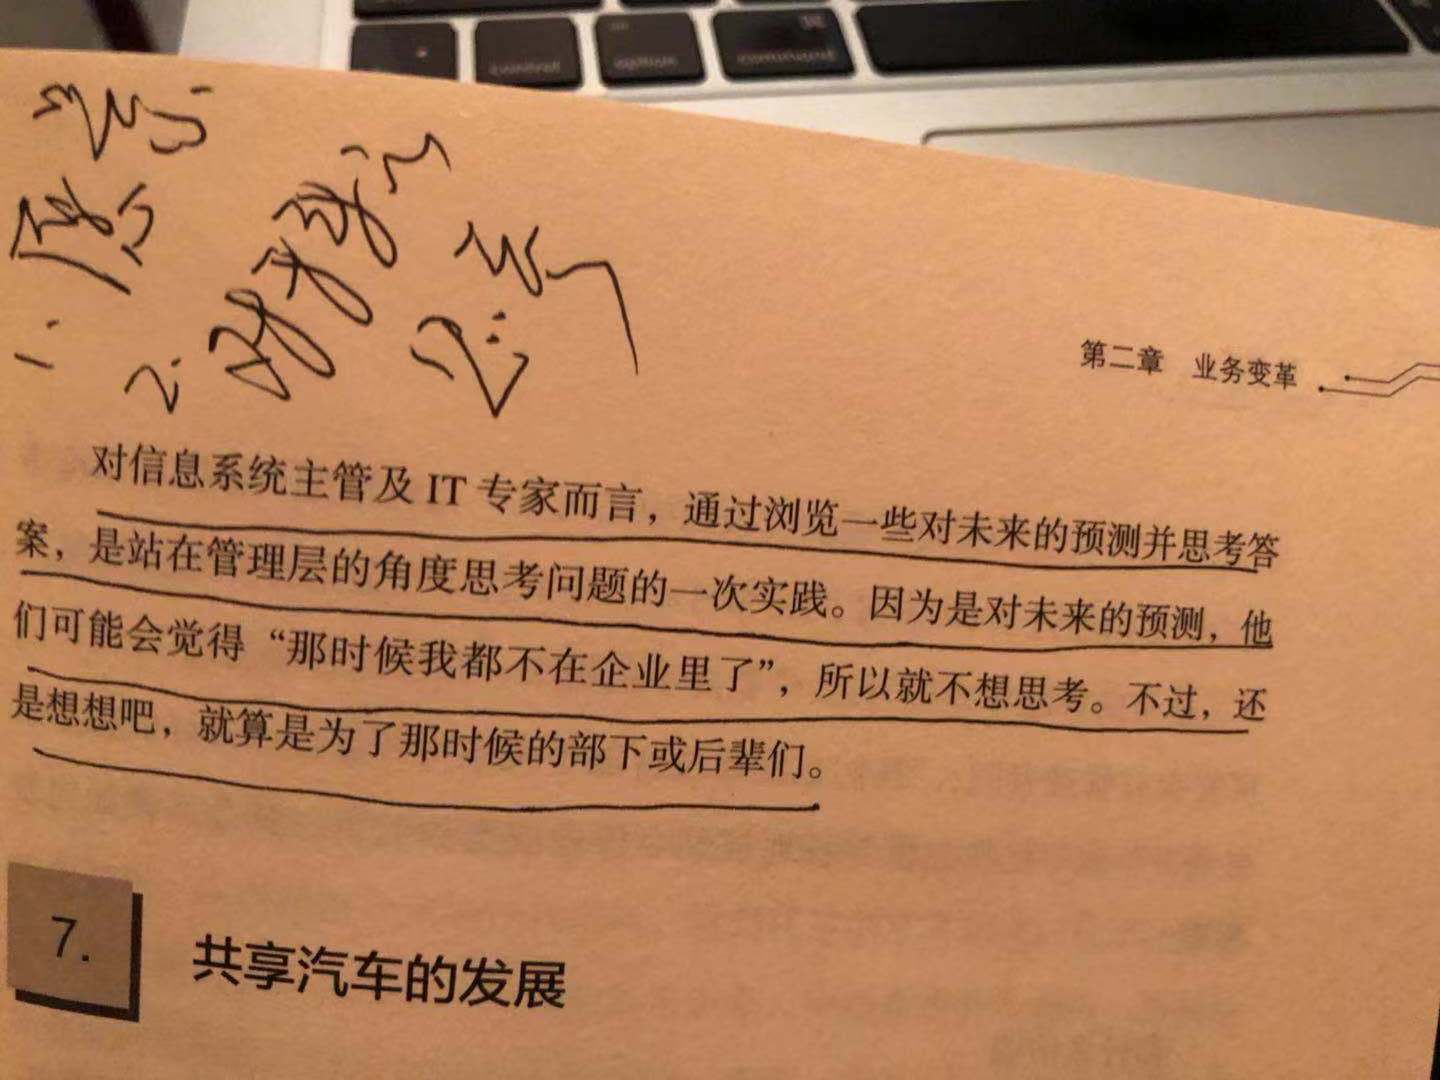 control
option
command
1.
2.
第二章 业务变革
对信息系统主管及 IT 专家而言，通过浏览一些对未来的预测并思考答
案，是站在管理层的角度思考问题的一次实践。因为是对未来的预测，他
们可能会觉得“那时候我都不在企业里了”，所以就不想思考。不过，还
是想想吧，就算是为了那时候的部下或后辈们。
7.
共享汽车的发展